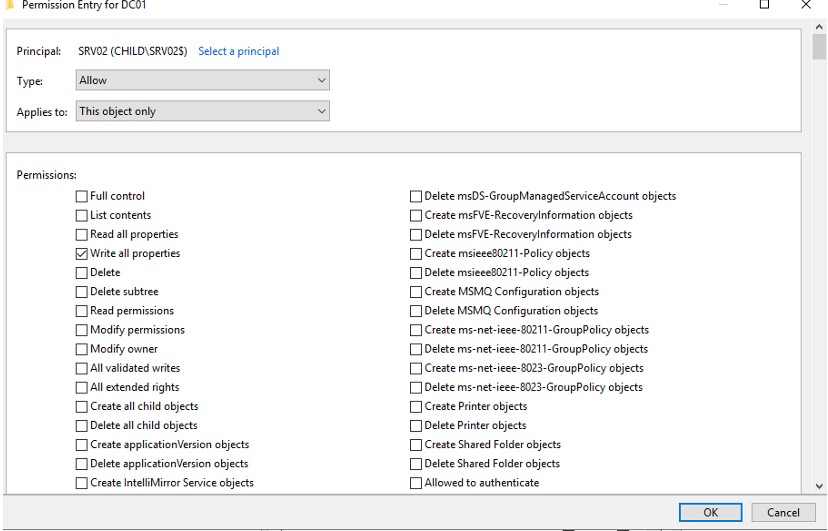 Permission Entry for DC01
Principal: SRV02 (CHILD\SRV02$) Select a principal
Type: Allow
Applies to: This object only
Permissions:
Full control
List contents
Read all properties
Write all properties
Delete
Delete subtree
Read permissions
Modify permissions
Modify owner
All validated writes
All extended rights
Create all child objects
Delete all child objects
Create applicationVersion objects
Delete applicationVersion objects
Create IntelliMirror Service objects
Delete msDS-GroupManagedServiceAccount objects
Create msFVE-RecoveryInformation objects
Delete msFVE-RecoveryInformation objects
Create msieee80211-Policy objects
Delete msieee80211-Policy objects
Create MSMQ Configuration objects
Delete MSMQ Configuration objects
Create ms-net-ieee-80211-GroupPolicy objects
Delete ms-net-ieee-80211-GroupPolicy objects
Create ms-net-ieee-8023-GroupPolicy objects
Delete ms-net-ieee-8023-GroupPolicy objects
Create Printer objects
Delete Printer objects
Create Shared Folder objects
Delete Shared Folder objects
Allowed to authenticate
OK Cancel